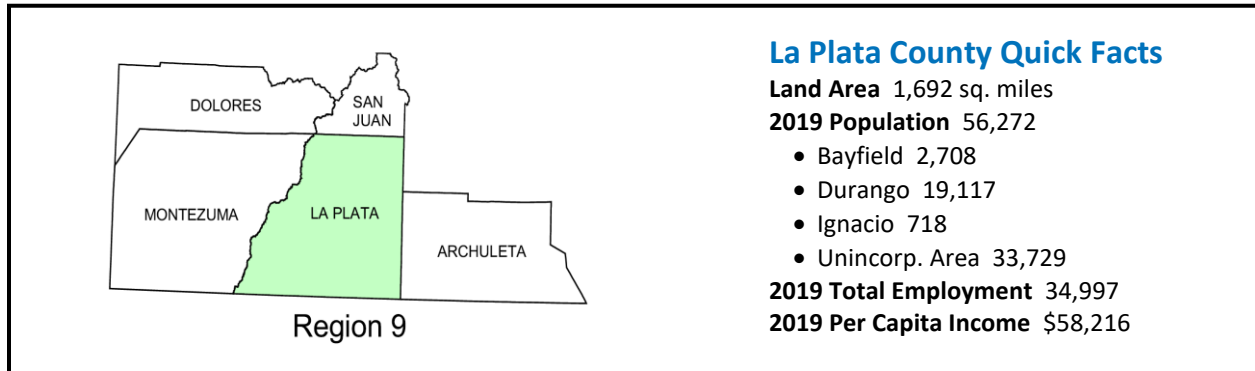 DOLORES
SAN
JUAN
MONTEZUMA
LA PLATA
ARCHULETA
Region 9
La Plata County Quick Facts
Land Area 1,692 sq. miles
2019 Population 56,272
• Bayfield 2,708
• Durango 19,117
• Ignacio 718
• Unincorp. Area 33,729
2019 Total Employment 34,997
2019 Per Capita Income $58,216